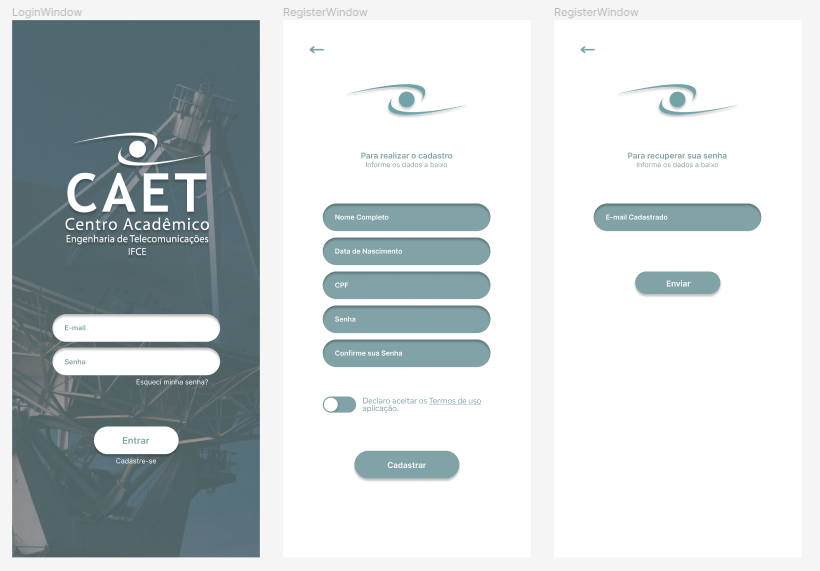 LoginWindow
CAET
Centro Acadêmico
Engenharia de Telecomunicações
IFCE
E-mail
Senha
Esqueci minha senha?
Entrar
Cadastre-se
RegisterWindow
Para realizar o cadastro
Informe os dados a baixo
Nome Completo
Data de Nascimento
CPF
Senha
Confirme sua Senha
Declaro aceitar os Termos de uso
aplicação.
Cadastrar
RegisterWindow
Para recuperar sua senha
Informe os dados a baixo
E-mail Cadastrado
Enviar